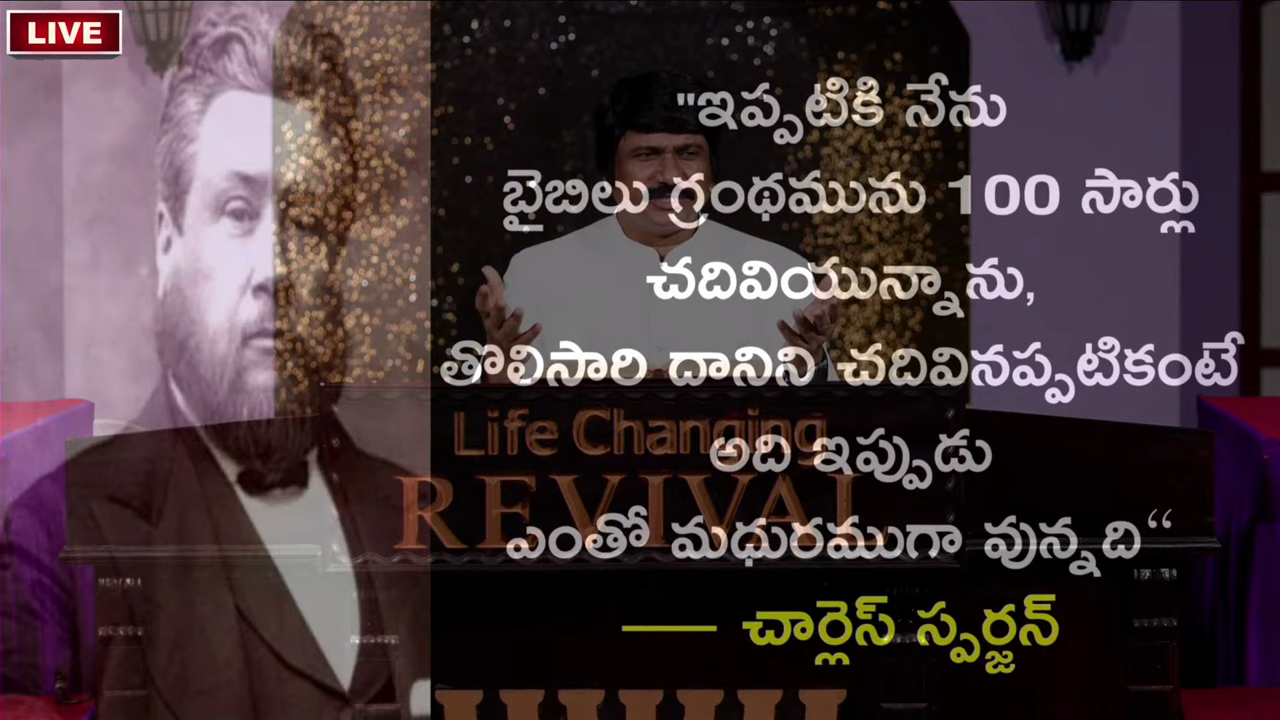 LIVE
"ఇప్పటికి నేను
బైబిలు గ్రంథమును 100 సార్లు
చదివియున్నాను,
తొలిసారి దానిని చదివినప్పటికంటే
అది ఇప్పుడు
ఎంతో మధురముగా వున్నది“
— చార్లెస్ స్పర్జన్
Life Changing
REVIVAL